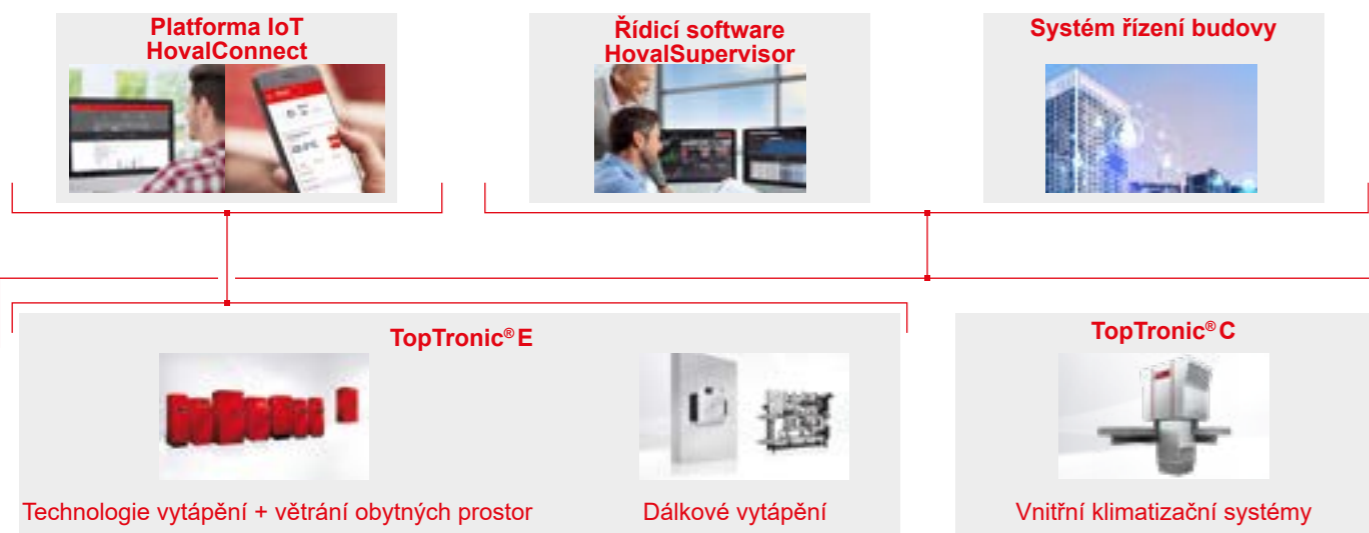 Platforma IoT
HovalConnect
Řídicí software
HovalSupervisor
Systém řízení budovy
TopTronic® E
TopTronic® C
Technologie vytápění + větrání obytných prostor
Dálkové vytápění
Vnitřní klimatizační systémy